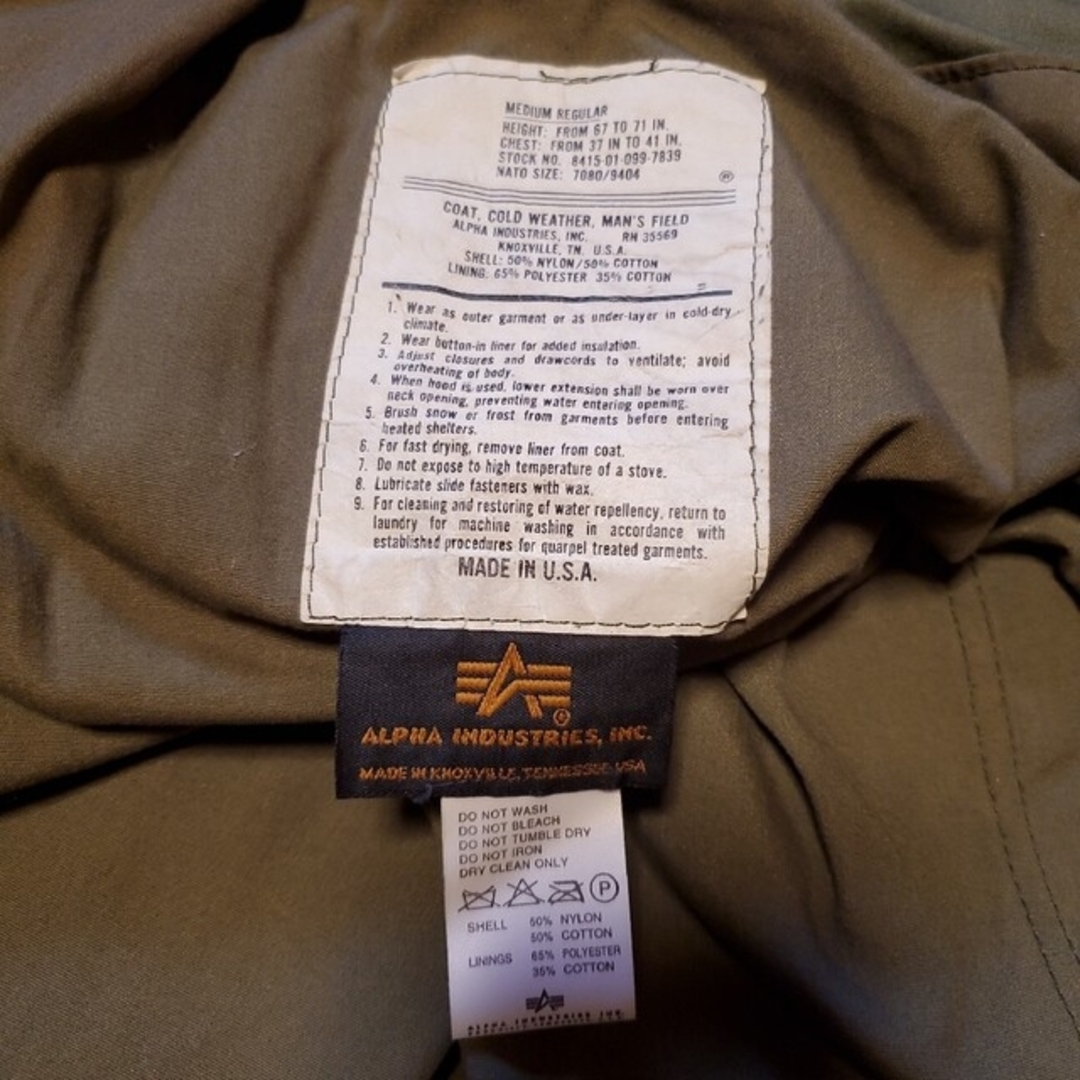 MEDIUM REGULAR
HEIGHT: FROM 67 TO 71 IN.
CHEST: FROM 37 IN TO 41 IN.
STOCK NO. 8415-01-099-7839
NATO SIZE: 7080/9404
®
COAT, COLD WEATHER, MAN'S FIELD
ALPHA INDUSTRIES, INC. RN 35569
KNOXVILLE, TN. U.S.A.
SHELL: 50% NYLON/50% COTTON
LINING: 65% POLYESTER 35% COTTON
1. Wear as outer garment or as under-layer in cold-dry
climate.
2. Wear button-in liner for added insulation.
3. Adjust closures and drawcords to ventilate; avoid
overheating of body.
4. When hood is used, lower extension shall be worn over
neck opening, preventing water entering opening.
5. Brush snow or frost from garments before entering
heated shelters.
6. For fast drying, remove liner from coat.
7. Do not expose to high temperature of a stove.
8. Lubricate slide fasteners with wax.
9. For cleaning and restoring of water repellency, return to
laundry for machine washing in accordance with
established procedures for quarpel treated garments.
MADE IN U.S.A.
®
ALPHA INDUSTRIES, INC.
MADE IN KNOXVILLE, TENNESSEE USA
DO NOT WASH
DO NOT BLEACH
DO NOT TUMBLE DRY
DO NOT IRON
DRY CLEAN ONLY
P
SHELL 50% NYLON
50% COTTON
LININGS 65% POLYESTER
35% COTTON
ALPHA INDUSTRIES INC